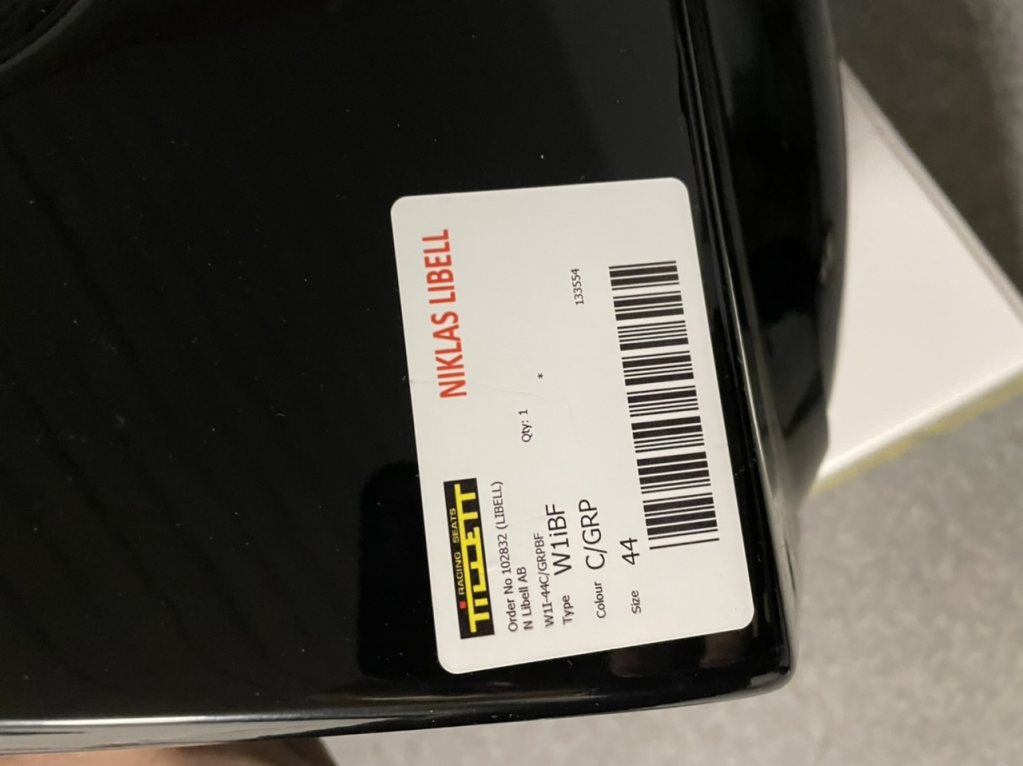 RACING SEATS
TILLETT
NIKLAS LIBELL
Order No 102832 (LIBELL)
N Libell AB
Qty: 1
W1I-44C/GRPBF
*
Type W1iBF
133554
Colour C/GRP
Size 44